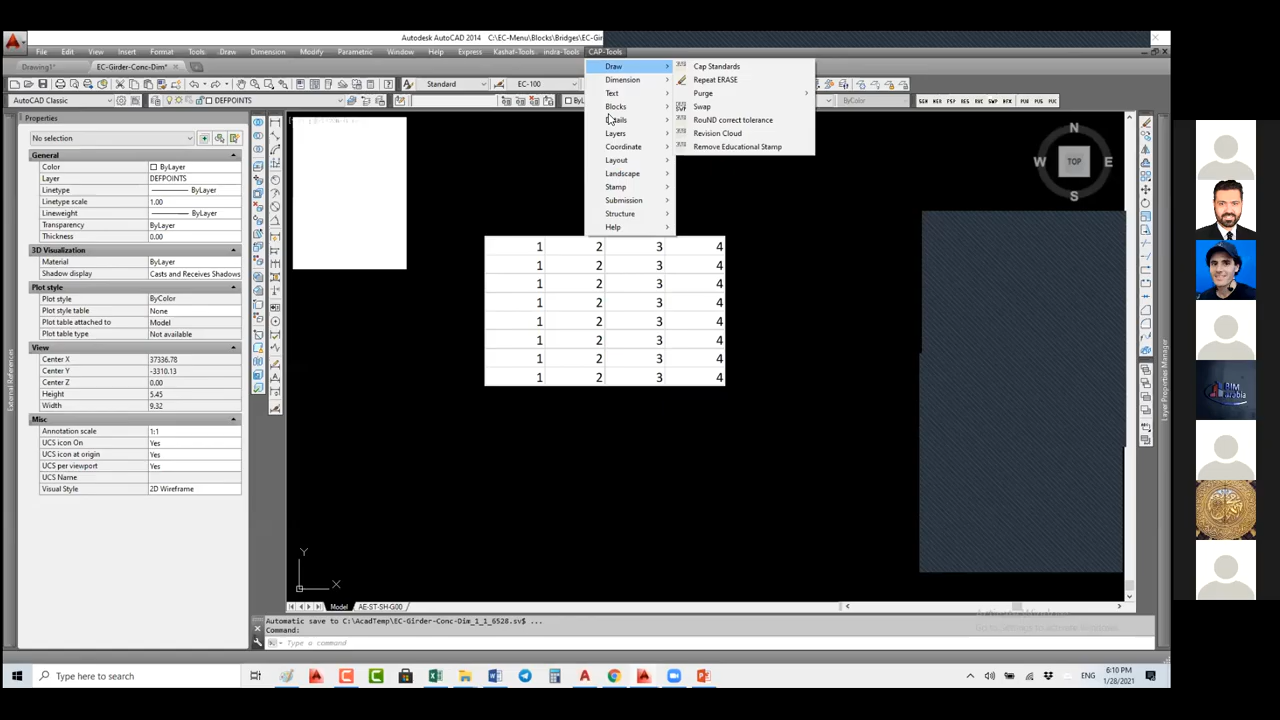 Autodesk AutoCAD 2014 C:\EC-Menu\Blocks\Bridges\EC-Gir
File Edit View Insert Format Tools Draw Dimension Modify Parametric Window Help Express Kashaf-Tools indra-Tools CAP-Tools
Drawing1* EC-Girder-Conc-Dim*
Standard EC-100
AutoCAD Classic DEFPOINTS ByColor
Properties
No selection
General
Color ByLayer
Layer DEFPOINTS
Linetype ByLayer
Linetype scale 1.00
Lineweight ByLayer
Transparency ByLayer
Thickness 0.00
3D Visualization
Material ByLayer
Shadow display Casts and Receives Shadows
Plot style
Plot style ByColor
Plot style table None
Plot table attached to Model
Plot table type Not available
View
Center X 37336.78
Center Y -3310.13
Center Z 0.00
Height 5.45
Width 9.32
Misc
Annotation scale 1:1
UCS icon On Yes
UCS icon at origin Yes
UCS per viewport Yes
UCS Name
Visual Style 2D Wireframe
External References
Draw
Dimension
Text
Blocks
Layers
Coordinate
Layout
Landscape
Stamp
Submission
Structure
Help
Cap Standards
Repeat ERASE
Purge
Swap
RouND correct tolerance
Revision Cloud
Remove Educational Stamp
1 2 3 4
1 2 3 4
1 2 3 4
1 2 3 4
1 2 3 4
1 2 3 4
1 2 3 4
1 2 3 4
N
W TOP E
S
Layer Properties Manager
Y
X
Model AE-ST-SH-G00
Automatic save to C:\AcadTemp\EC-Girder-Conc-Dim_1_1_6528.sv$ ...
Command:
Type a command
Type here to search
ENG
6:10 PM
1/28/2021